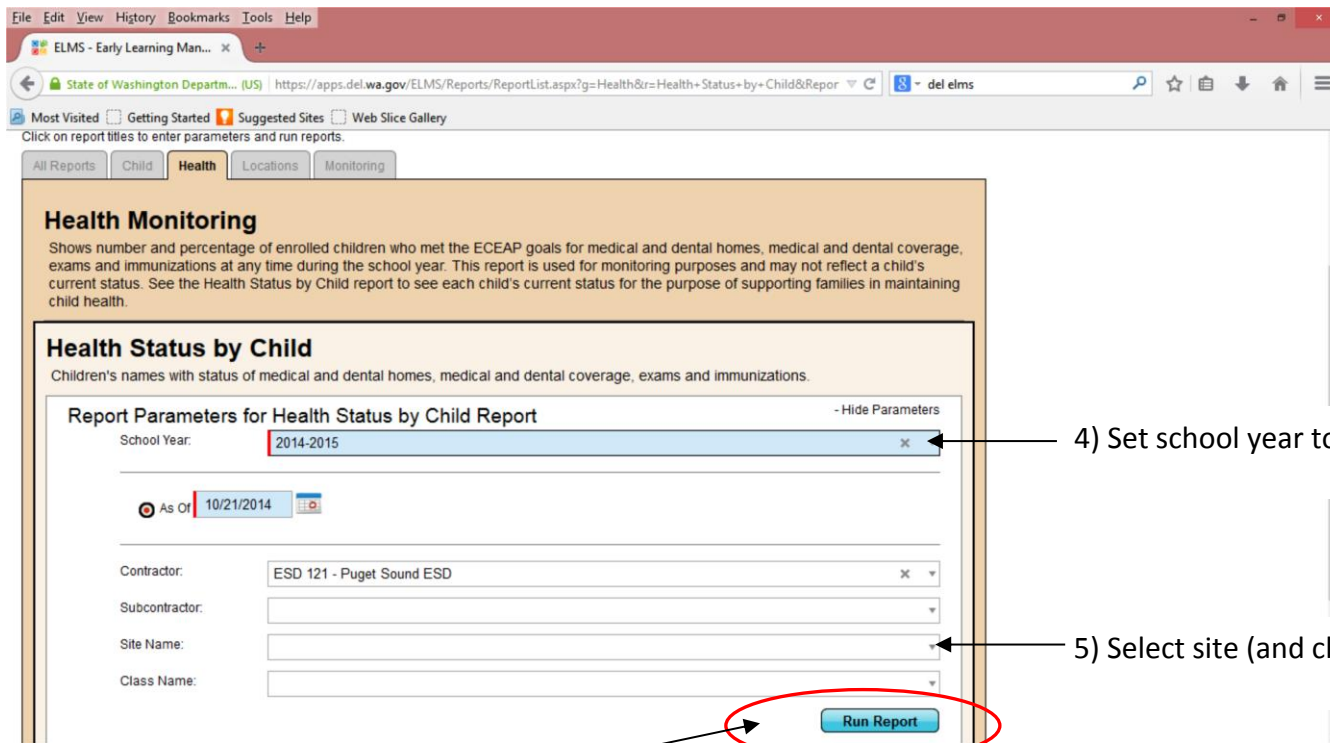 File Edit View History Bookmarks Tools Help
ELMS - Early Learning Man... × +
State of Washington Departm... (US) https://apps.del.wa.gov/ELMS/Reports/ReportList.aspx?g=Health&r=Health+Status+by+Child&Repor 8 del elms
Most Visited Getting Started Suggested Sites Web Slice Gallery
Click on report titles to enter parameters and run reports.
All Reports Child Health Locations Monitoring
Health Monitoring
Shows number and percentage of enrolled children who met the ECEAP goals for medical and dental homes, medical and dental coverage,
exams and immunizations at any time during the school year. This report is used for monitoring purposes and may not reflect a child's
current status. See the Health Status by Child report to see each child's current status for the purpose of supporting families in maintaining
child health.
Health Status by Child
Children's names with status of medical and dental homes, medical and dental coverage, exams and immunizations.
Report Parameters for Health Status by Child Report - Hide Parameters
School Year: 2014-2015 ×
4) Set school year to
As Of 10/21/2014
Contractor: ESD 121 - Puget Sound ESD ×
Subcontractor:
Site Name:
5) Select site (and cl
Class Name:
Run Report